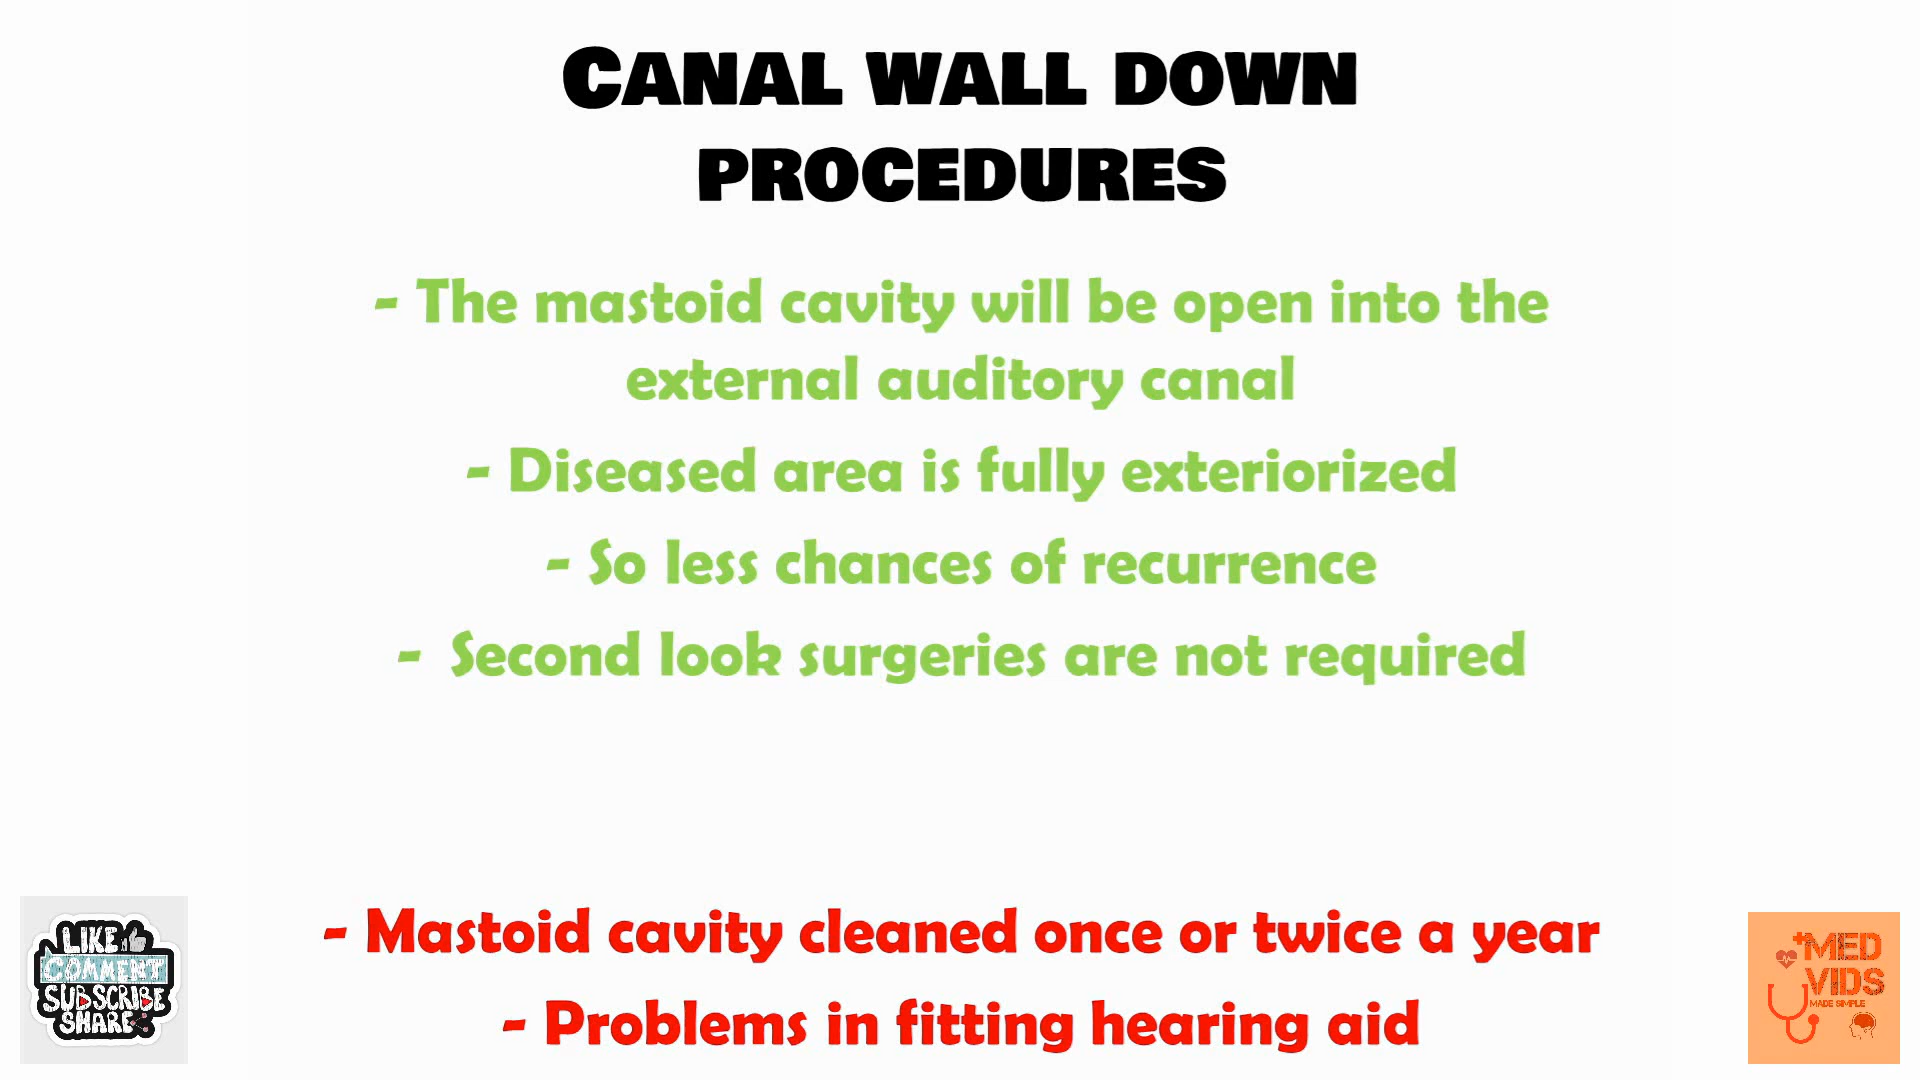 CANAL WALL DOWN
PROCEDURES
- The mastoid cavity will be open into the
external auditory canal
- Diseased area is fully exteriorized
- So less chances of recurrence
- Second look surgeries are not required
- Mastoid cavity cleaned once or twice a year
- Problems in fitting hearing aid
LIKE
COMMENT
SUBSCRIBE
SHARE
MED
VIDS
MADE SIMPLE